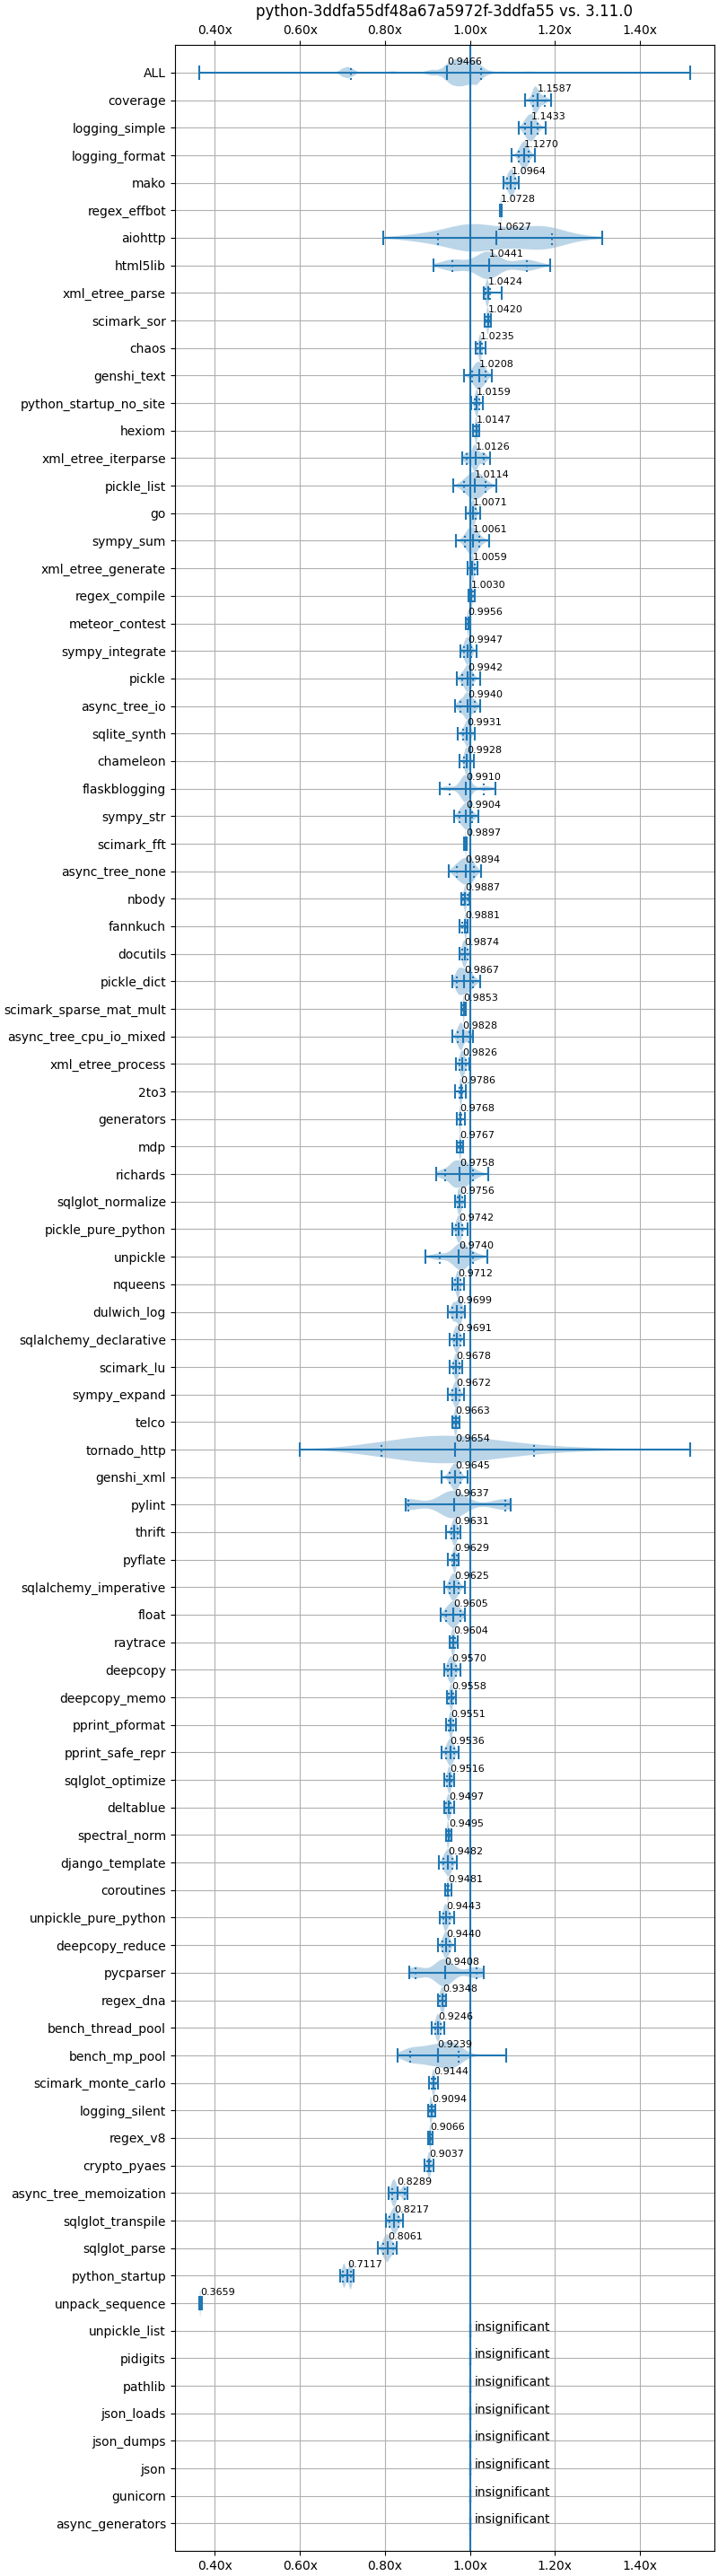 python-3ddfa55df48a67a5972f-3ddfa55 vs. 3.11.0
0.40x 0.60x 0.80x 1.00x 1.20x 1.40x
ALL 0.9466
coverage 1.1587
logging_simple 1.1433
logging_format 1.1270
mako 1.0964
regex_effbot 1.0728
aiohttp 1.0627
html5lib 1.0441
xml_etree_parse 1.0424
scimark_sor 1.0420
chaos 1.0235
genshi_text 1.0208
python_startup_no_site 1.0159
hexiom 1.0147
xml_etree_iterparse 1.0126
pickle_list 1.0114
go 1.0071
sympy_sum 1.0061
xml_etree_generate 1.0059
regex_compile 1.0030
meteor_contest 0.9956
sympy_integrate 0.9947
pickle 0.9942
async_tree_io 0.9940
sqlite_synth 0.9931
chameleon 0.9928
flaskblogging 0.9910
sympy_str 0.9904
scimark_fft 0.9897
async_tree_none 0.9894
nbody 0.9887
fannkuch 0.9881
docutils 0.9874
pickle_dict 0.9867
scimark_sparse_mat_mult 0.9853
async_tree_cpu_io_mixed 0.9828
xml_etree_process 0.9826
2to3 0.9786
generators 0.9768
mdp 0.9767
richards 0.9758
sqlglot_normalize 0.9756
pickle_pure_python 0.9742
unpickle 0.9740
nqueens 0.9712
dulwich_log 0.9699
sqlalchemy_declarative 0.9691
scimark_lu 0.9678
sympy_expand 0.9672
telco 0.9663
tornado_http 0.9654
genshi_xml 0.9645
pylint 0.9637
thrift 0.9631
pyflate 0.9629
sqlalchemy_imperative 0.9625
float 0.9605
raytrace 0.9604
deepcopy 0.9570
deepcopy_memo 0.9558
pprint_pformat 0.9551
pprint_safe_repr 0.9536
sqlglot_optimize 0.9516
deltablue 0.9497
spectral_norm 0.9495
django_template 0.9482
coroutines 0.9481
unpickle_pure_python 0.9443
deepcopy_reduce 0.9440
pycparser 0.9408
regex_dna 0.9348
bench_thread_pool 0.9246
bench_mp_pool 0.9239
scimark_monte_carlo 0.9144
logging_silent 0.9094
regex_v8 0.9066
crypto_pyaes 0.9037
async_tree_memoization 0.8289
sqlglot_transpile 0.8217
sqlglot_parse 0.8061
python_startup 0.7117
unpack_sequence 0.3659
unpickle_list insignificant
pidigits insignificant
pathlib insignificant
json_loads insignificant
json_dumps insignificant
json insignificant
gunicorn insignificant
async_generators insignificant
0.40x 0.60x 0.80x 1.00x 1.20x 1.40x